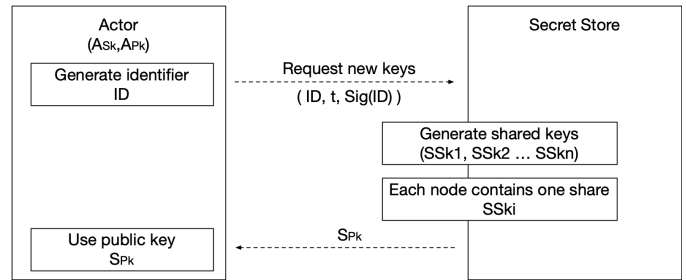 Actor
(ASk,APk)
Generate identifier
ID
Request new keys
( ID, t, Sig(ID) )
Secret Store
Generate shared keys
(SSk1, SSk2 ... SSkn)
Each node contains one share
SSki
SPk
Use public key
SPk